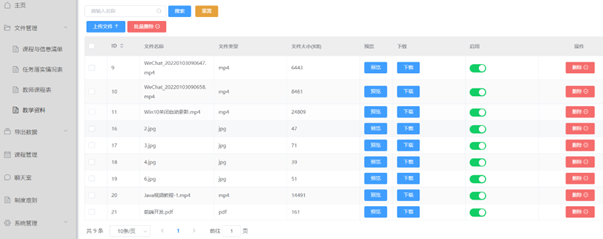 主页
文件管理
课程与信息清单
任务落实情况表
教师课程表
教学资料
导出数据
课程管理
聊天室
制度准则
系统管理
请输入名称
搜索 重置
上传文件 批量删除
ID 文件名称 文件类型 文件大小(KB) 预览 下载 启用 操作
9 WeChat_20220103090647.mp4 mp4 6443 预览 下载 删除
10 WeChat_20220103090658.mp4 mp4 8461 预览 下载 删除
11 mp4 24809 预览 下载 删除
16 2.jpg jpg 47 预览 下载 删除
17 3.jpg jpg 71 预览 下载 删除
18 4.jpg jpg 39 预览 下载 删除
19 6.jpg jpg 51 预览 下载 删除
20 Java视频教程-1.mp4 mp4 14491 预览 下载 删除
21 前端开发.pdf pdf 161 预览 下载 删除
共 9 条 10条/页 1 前往 1 页